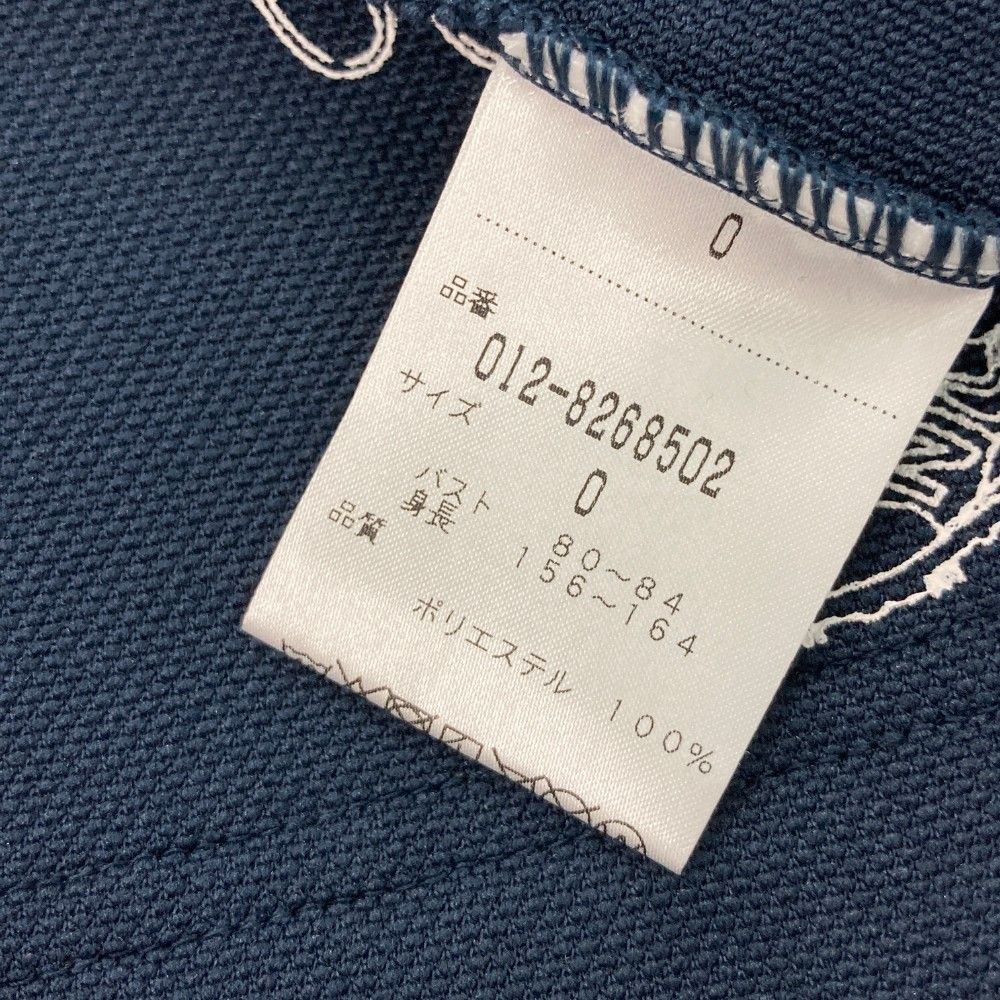 0
品番
012-8268502
サイズ
0
バスト 80~84
身長 156~164
品質
ポリエステル 100%